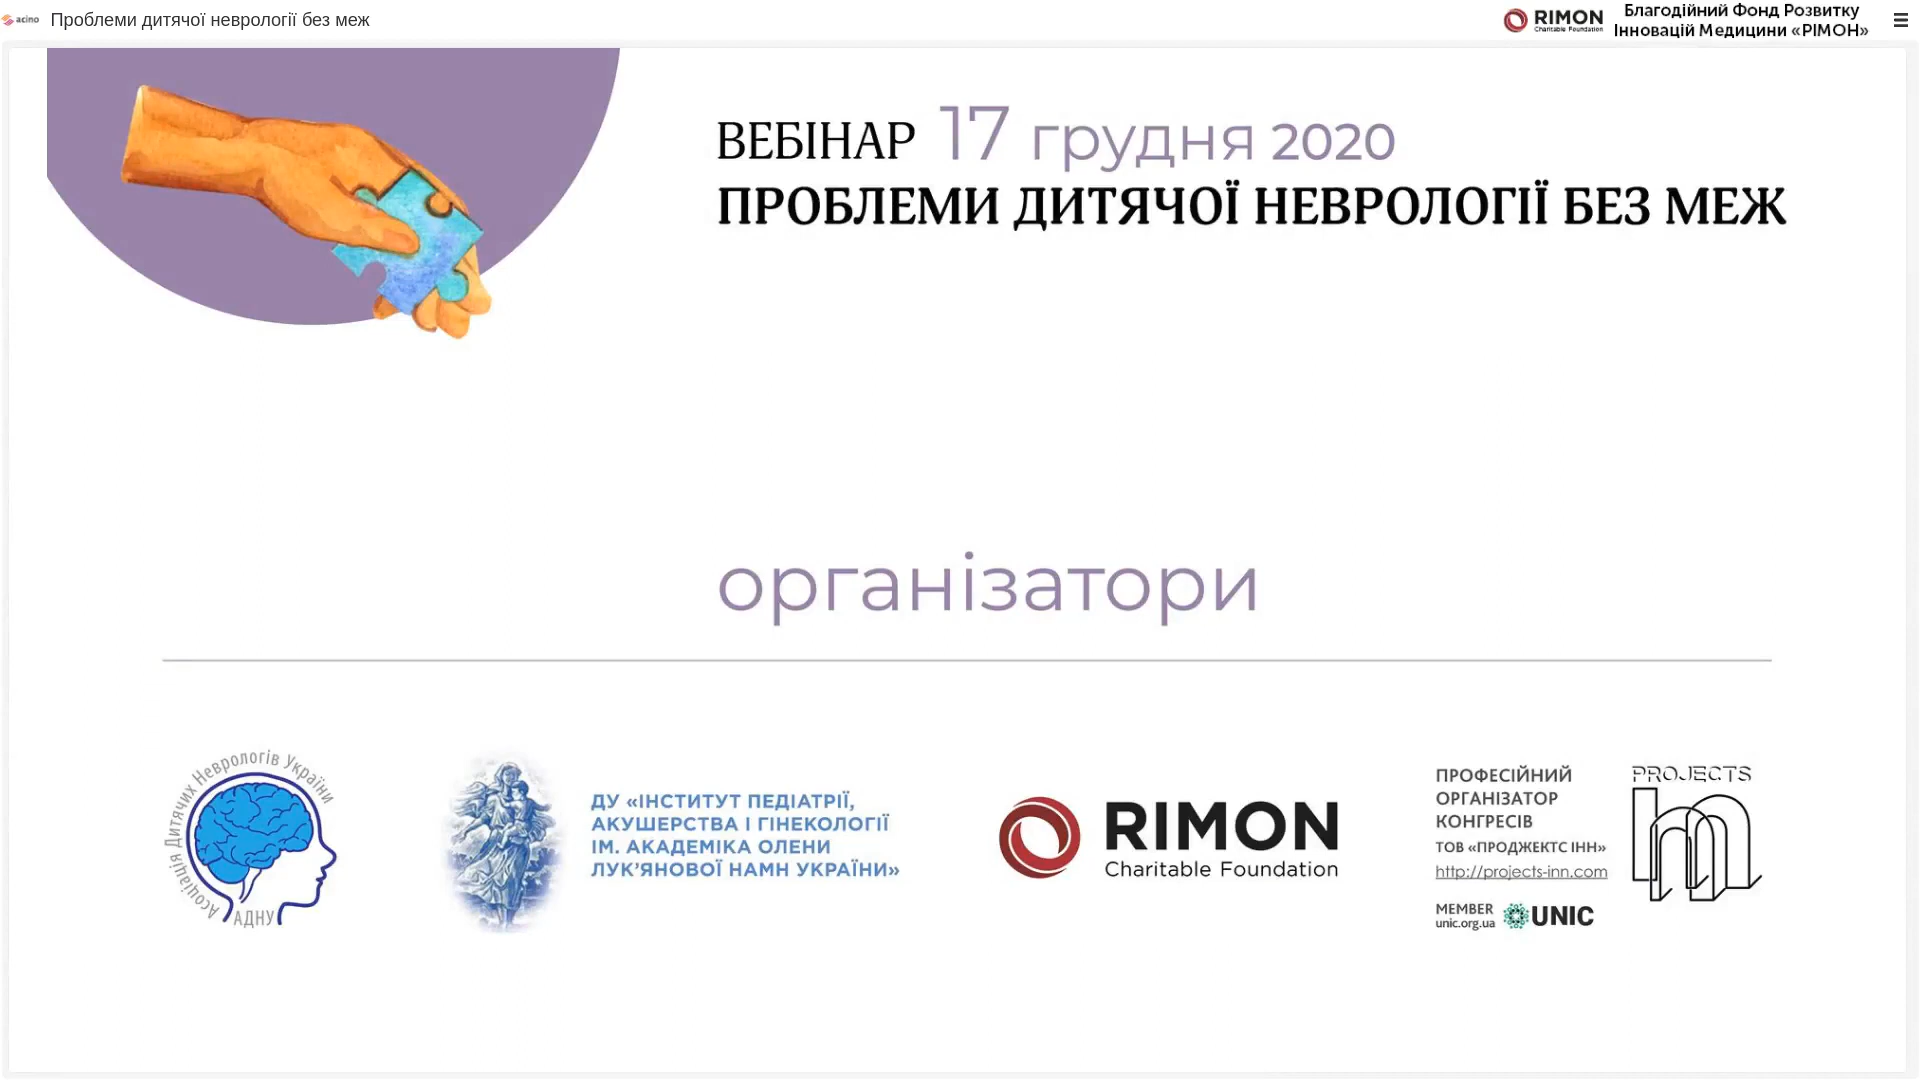 acino
Проблеми дитячої неврології без меж
RIMON
Charitable Foundation
Благодійний Фонд Розвитку
Інновацій Медицини «РІМОН»
ВЕБІНАР 17 грудня 2020
ПРОБЛЕМИ ДИТЯЧОЇ НЕВРОЛОГІЇ БЕЗ МЕЖ
організатори
Асоціація Дитячих Неврологів України
АДНУ
ДУ «ІНСТИТУТ ПЕДІАТРІЇ,
АКУШЕРСТВА І ГІНЕКОЛОГІЇ
ІМ. АКАДЕМІКА ОЛЕНИ
ЛУК’ЯНОВОЇ НАМН УКРАЇНИ»
RIMON
Charitable Foundation
ПРОФЕСІЙНИЙ
ОРГАНІЗАТОР
КОНГРЕСІВ
ТОВ «ПРОДЖЕКТС ІНН»
http://projects-inn.com
MEMBER
unic.org.ua
UNIC
PROJECTS